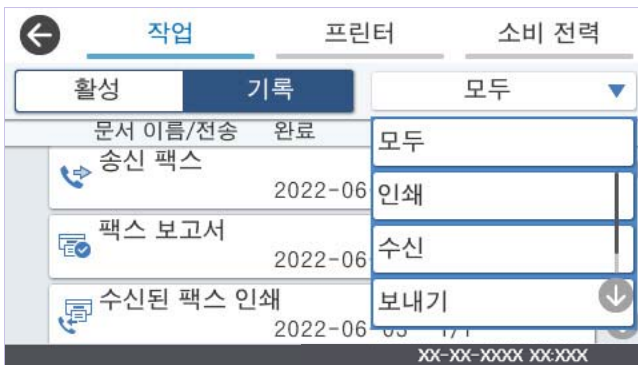 작업 프린터 소비 전력
활성 기록 모두
문서 이름/전송 완료
모두
송신 팩스
2022-06
인쇄
팩스 보고서
2022-06
수신
수신된 팩스 인쇄
보내기
2022-06
XX-XX-XXXX XX:XXX